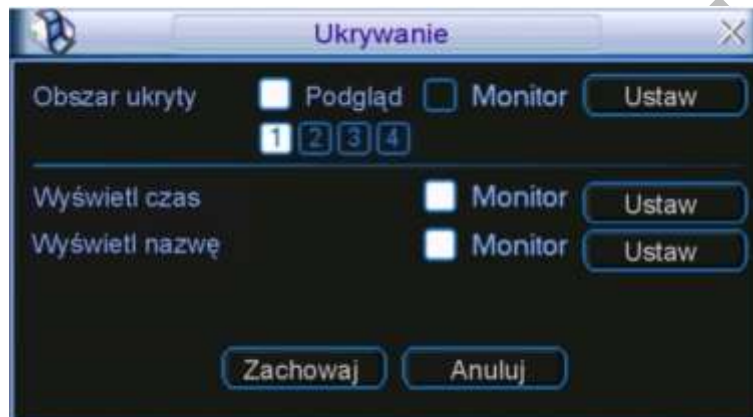 Ukrywanie
Obszar ukryty Podgląd Monitor Ustaw
1 2 3 4
Wyświetl czas Monitor Ustaw
Wyświetl nazwę Monitor Ustaw
Zachowaj Anuluj